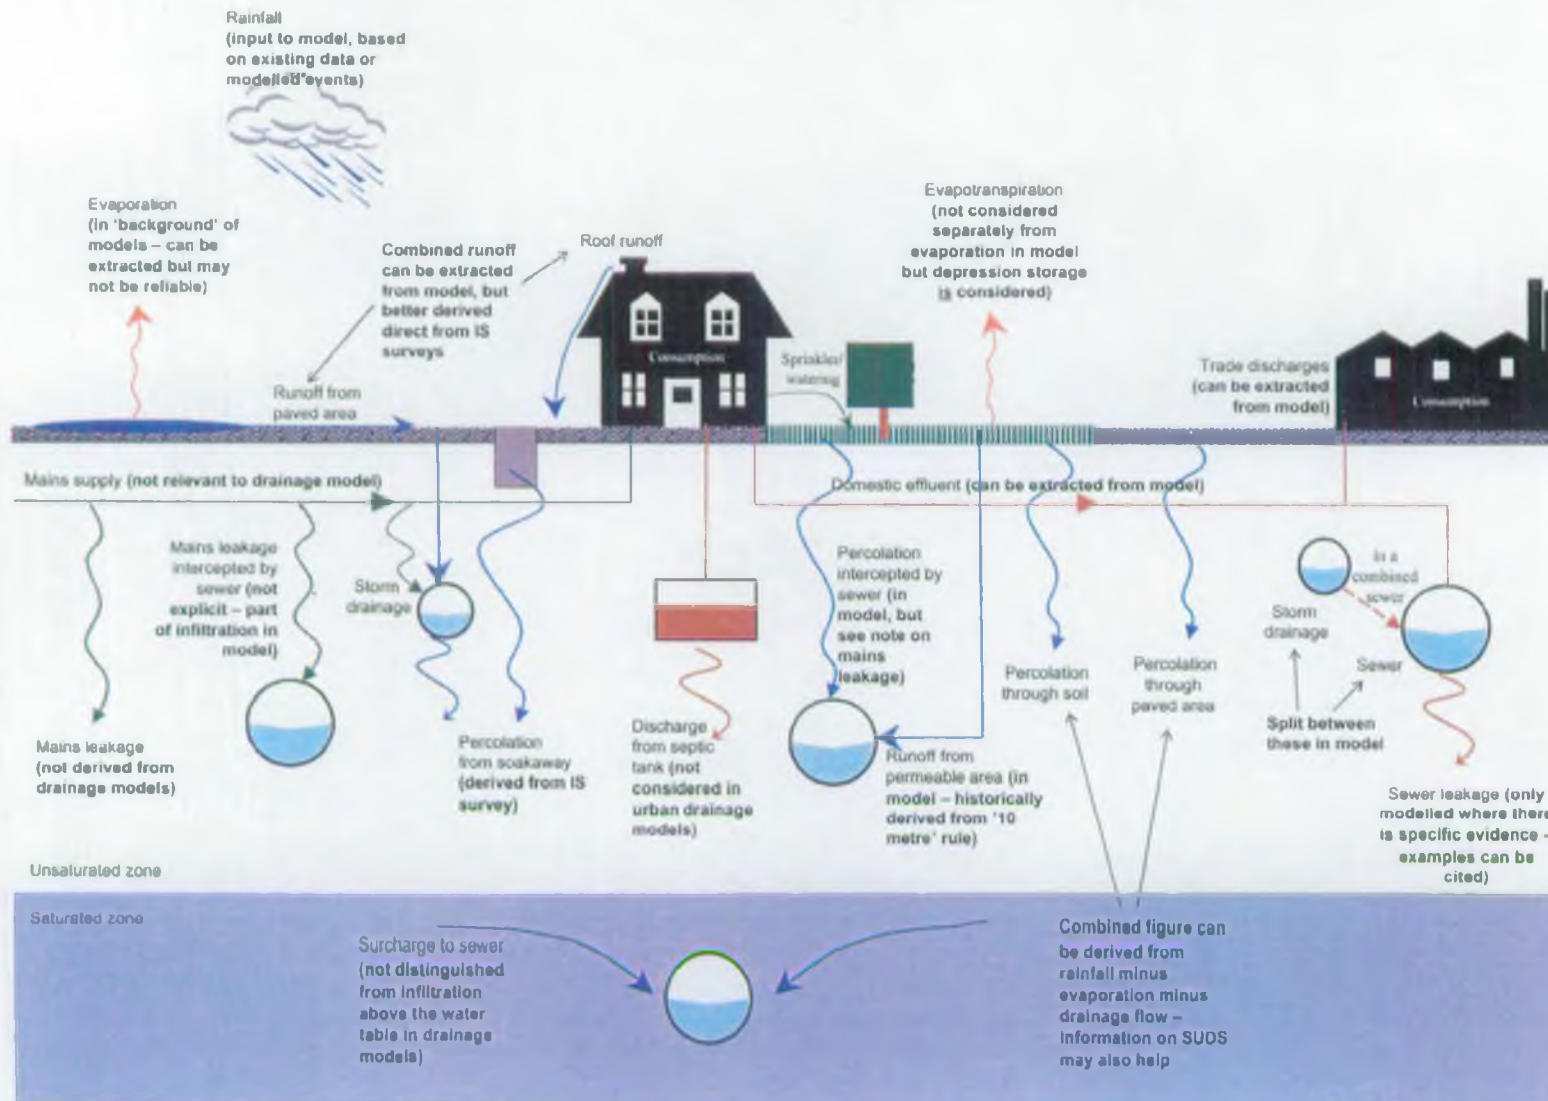 Rainfall
(input to model, based
on existing data or
modelled events)
Evaporation
(in 'background' of
models – can be
extracted but may
not be reliable)
Combined runoff
can be extracted
from model, but
better derived
direct from IS
surveys
Roof runoff
Evapotranspiration
(not considered
separately from
evaporation in model
but depression storage
is considered)
Runoff from
paved area
Consumption
Sprinkler/
watering
Trade discharges
(can be extracted
from model)
Consumption
Mains supply (not relevant to drainage model)
Domestic effluent (can be extracted from model)
Mains leakage
intercepted by
sewer (not
explicit – part
of infiltration in
model)
Storm
drainage
Percolation
intercepted by
sewer (in
model, but
see note on
mains
leakage)
In a
combined
sewer
Storm
drainage
Sewer
Split between
these in model
Percolation
through soil
Percolation
through
paved area
Mains leakage
(not derived from
drainage models)
Percolation
from soakaway
(derived from IS
survey)
Discharge
from septic
tank (not
considered in
urban drainage
models)
Runoff from
permeable area (in
model – historically
derived from '10
metre' rule)
Sewer leakage (only
modelled where there
is specific evidence –
examples can be
cited)
Unsaturated zone
Saturated zone
Surcharge to sewer
(not distinguished
from infiltration
above the water
table in drainage
models)
Combined figure can
be derived from
rainfall minus
evaporation minus
drainage flow –
information on SUDS
may also help